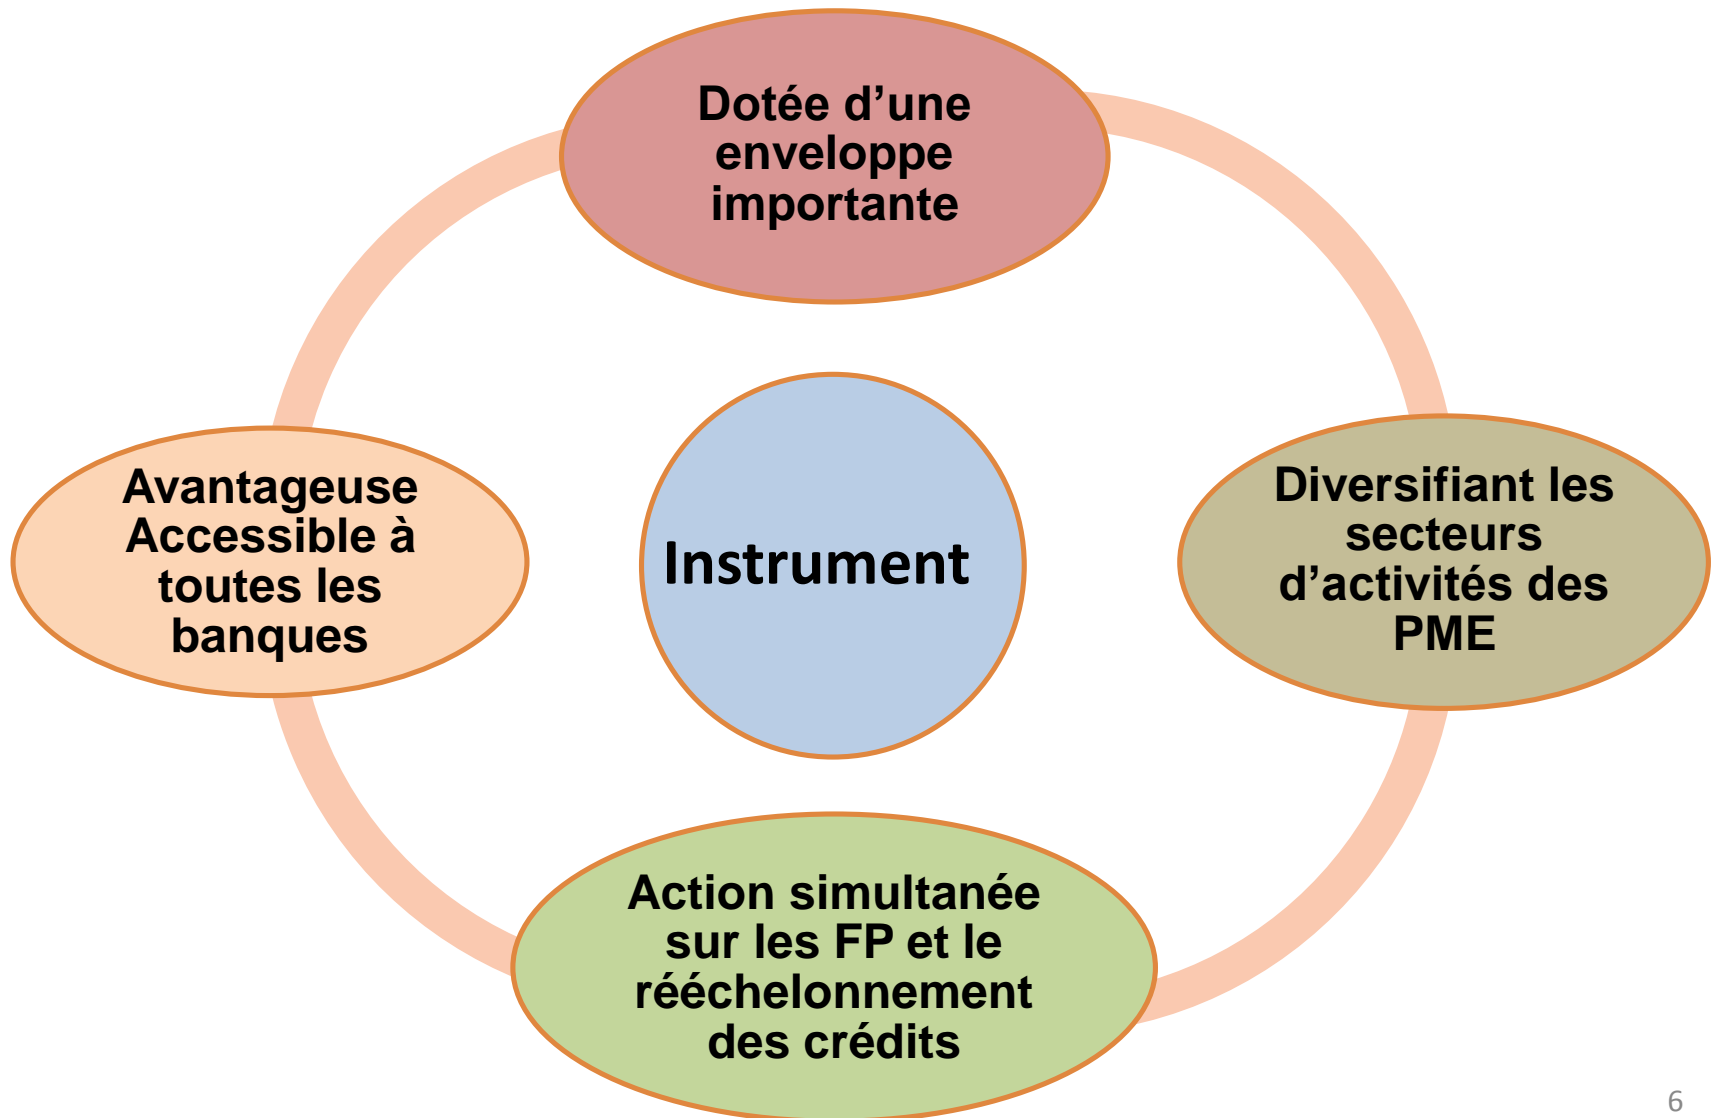 Dotée d’une
enveloppe
importante
Avantageuse
Accessible à
toutes les
banques
Instrument
Diversifiant les
secteurs
d’activités des
PME
Action simultanée
sur les FP et le
rééchelonnement
des crédits
6